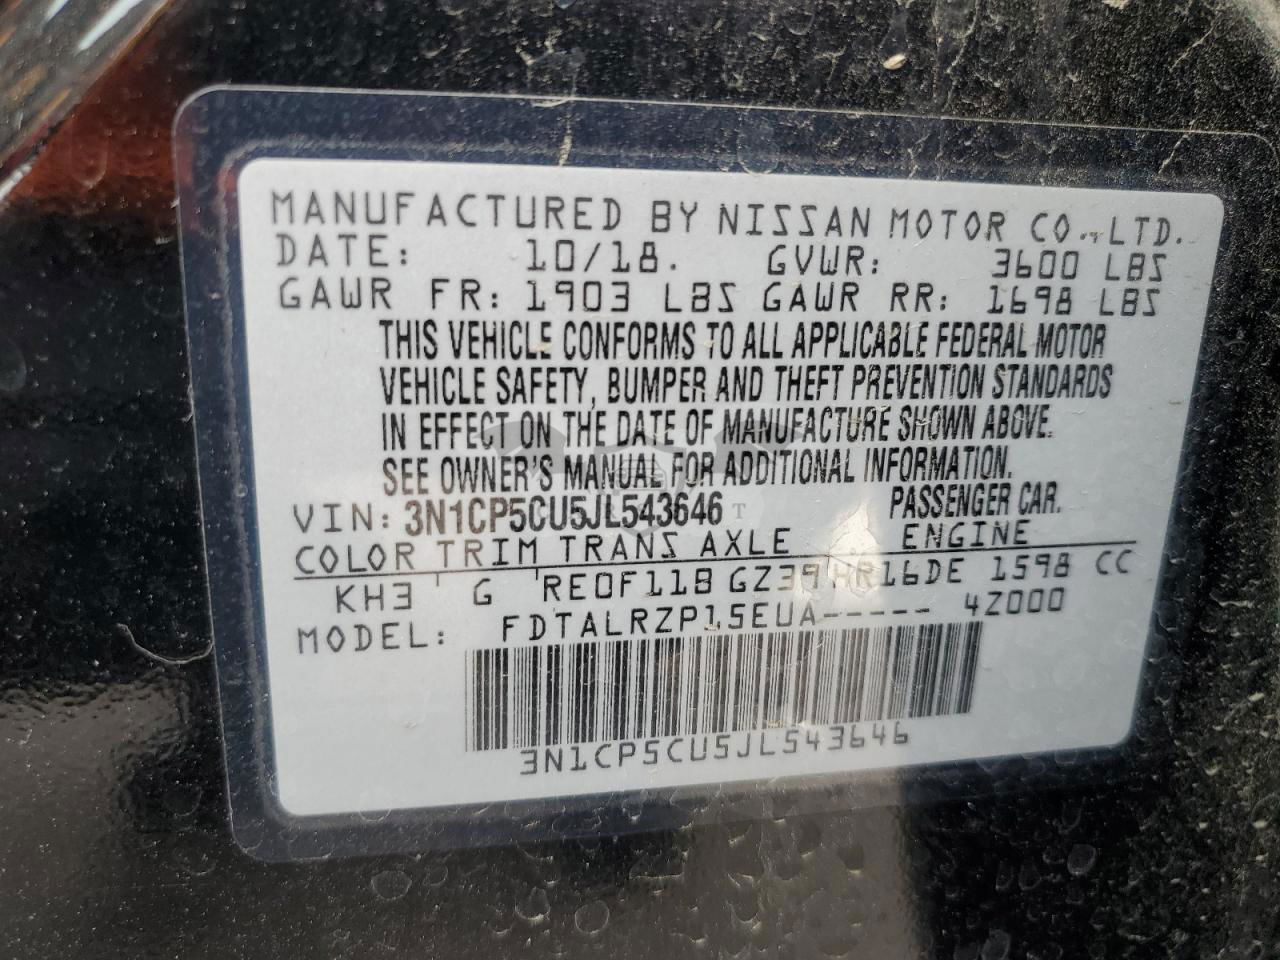 MANUFACTURED BY NISSAN MOTOR CO., LTD.
DATE: 10/18. GVWR: 3600 LBS
GAWR FR: 1903 LBS GAWR RR: 1698 LBS
THIS VEHICLE CONFORMS TO ALL APPLICABLE FEDERAL MOTOR
VEHICLE SAFETY, BUMPER AND THEFT PREVENTION STANDARDS
IN EFFECT ON THE DATE OF MANUFACTURE SHOWN ABOVE.
SEE OWNER'S MANUAL FOR ADDITIONAL INFORMATION.
VIN: 3N1CP5CU5JL543646 PASSENGER CAR.
COLOR TRIM TRANS AXLE ENGINE
KH3 G RE0F11B GZ39 HR16DE 1598 CC
MODEL: FDTALRZP15EUA----- 4Z000
3N1CP5CU5JL543646